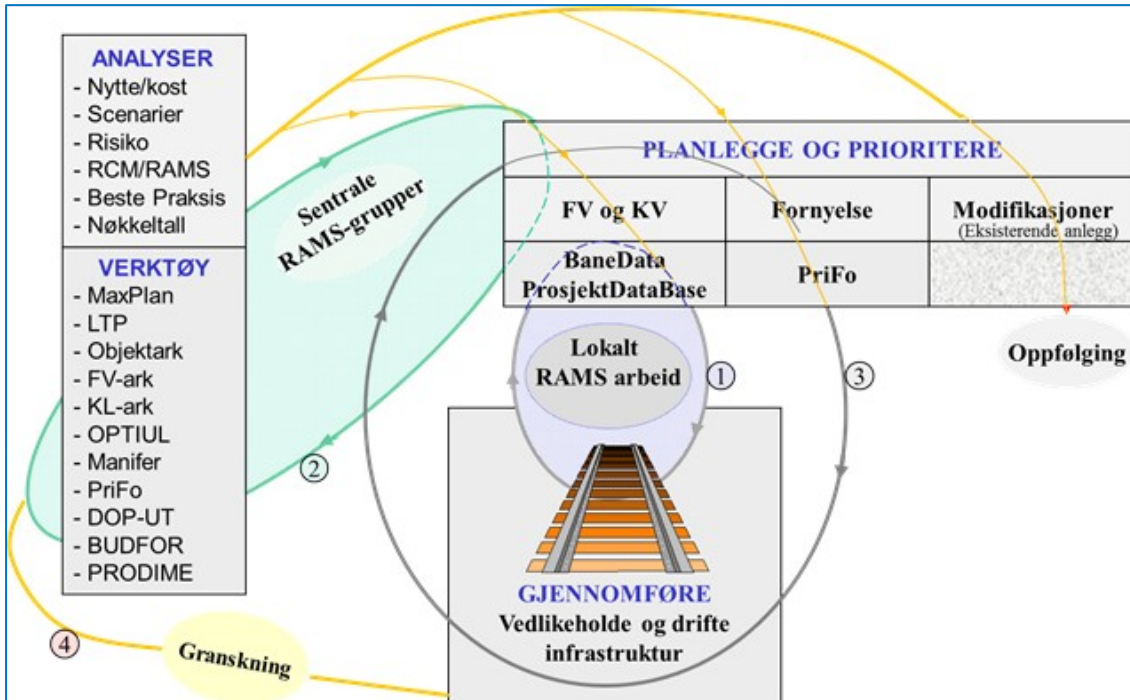 ANALYSER
- Nytte/kost
- Scenarier
- Risiko
- RCM/RAMS
- Beste Praksis
- Nøkkeltall
VERKTØY
- MaxPlan
- LTP
- Objektark
- FV-ark
- KL-ark
- OPTIUL
- Manifer
- PriFo
- DOP-UT
- BUDFOR
- PRODIME
Sentrale
RAMS-grupper
PLANLEGGE OG PRIORITERE
FV og KV
Fornyelse
Modifikasjoner
(Eksisterende anlegg)
BaneData
ProsjektDataBase
PriFo
Oppfølging
Lokalt
RAMS arbeid
1
3
2
GJENNOMFØRE
Vedlikeholde og drifte
infrastruktur
4
Granskning